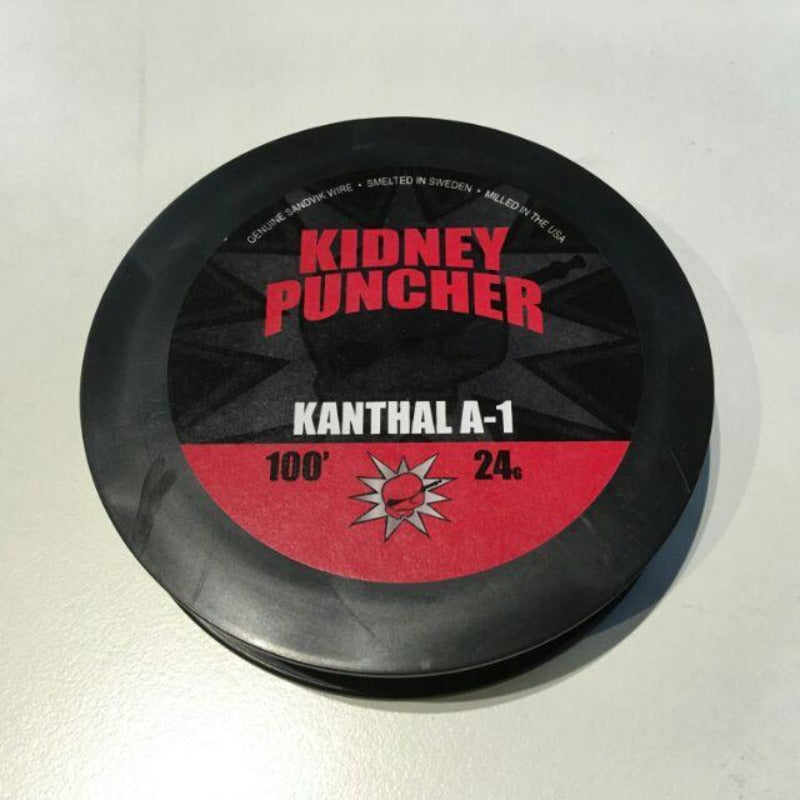 GENUINE SANDVIK WIRE • SMELTED IN SWEDEN • MILLED IN THE USA
KIDNEY
PUNCHER
KANTHAL A-1
100' 24G